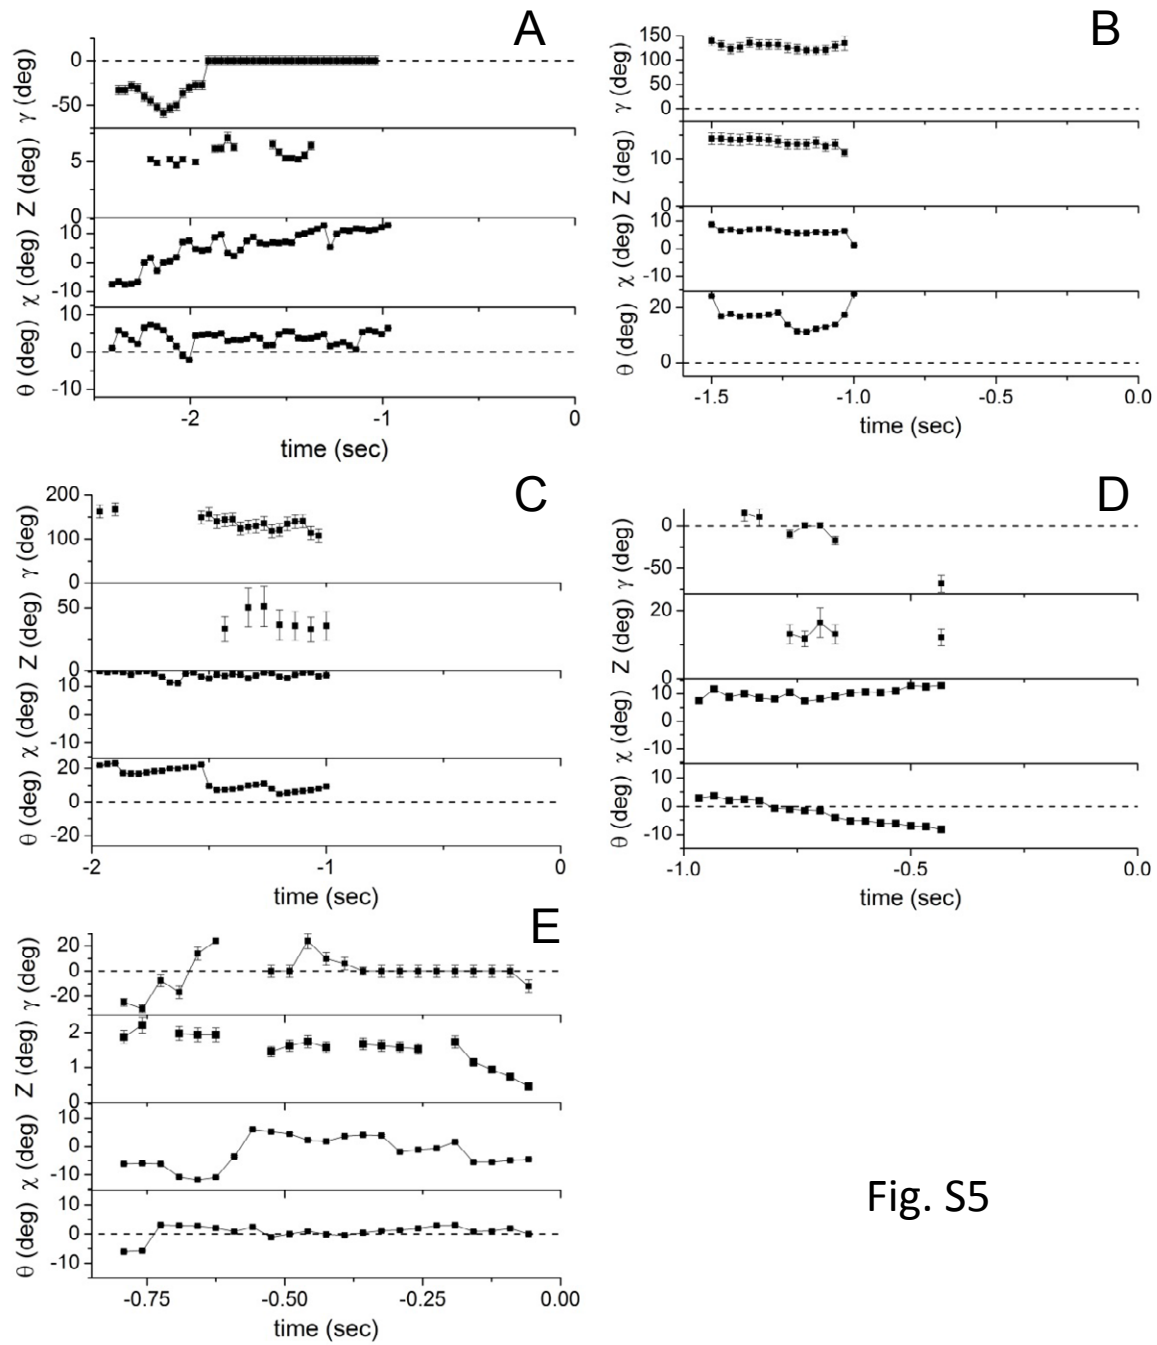 A
γ (deg)
0
-50
Z (deg)
5
0
χ (deg)
10
0
-10
θ (deg)
10
0
-10
-2 -1 0
time (sec)
B
γ (deg)
150
100
50
0
Z (deg)
10
0
χ (deg)
10
0
-10
θ (deg)
20
0
-1.5 -1.0 -0.5 0.0
time (sec)
C
γ (deg)
200
100
0
Z (deg)
50
0
χ (deg)
10
0
-10
θ (deg)
20
0
-20
-2 -1 0
time (sec)
D
γ (deg)
0
-50
Z (deg)
20
0
χ (deg)
10
0
-10
θ (deg)
10
0
-10
-1.0 -0.5 0.0
time (sec)
E
γ (deg)
20
0
-20
Z (deg)
2
1
0
χ (deg)
10
0
-10
θ (deg)
10
0
-10
-0.75 -0.50 -0.25 0.00
time (sec)
Fig. S5